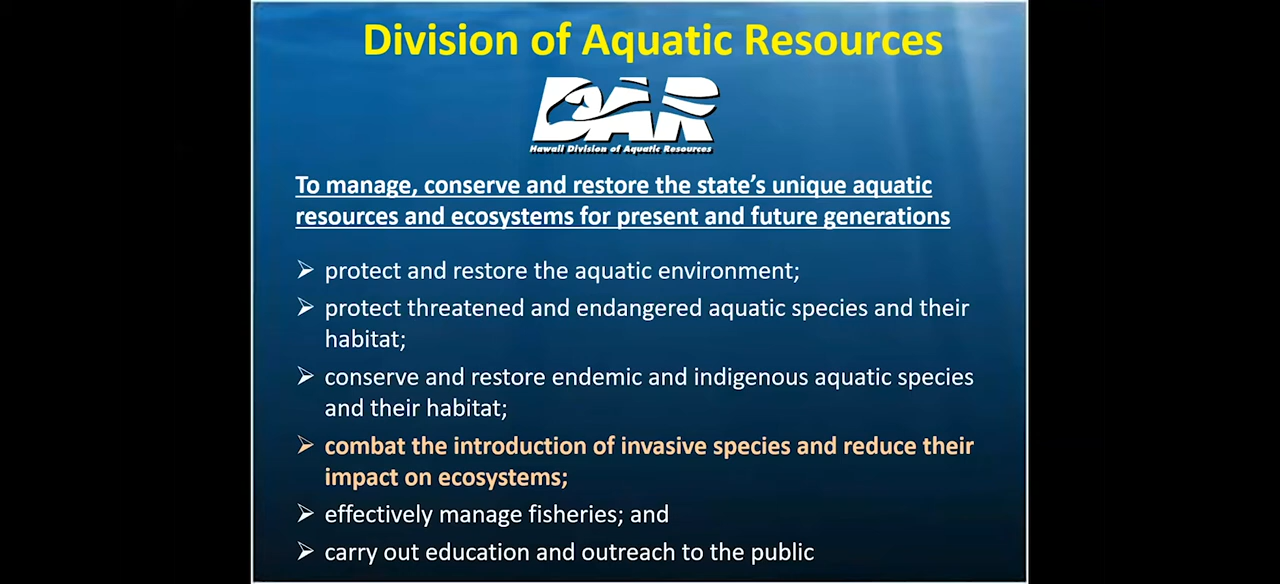 Division of Aquatic Resources
DAR
Hawaii Division of Aquatic Resources
To manage, conserve and restore the state’s unique aquatic
resources and ecosystems for present and future generations
➢ protect and restore the aquatic environment;
➢ protect threatened and endangered aquatic species and their
habitat;
➢ conserve and restore endemic and indigenous aquatic species
and their habitat;
➢ combat the introduction of invasive species and reduce their
impact on ecosystems;
➢ effectively manage fisheries; and
➢ carry out education and outreach to the public